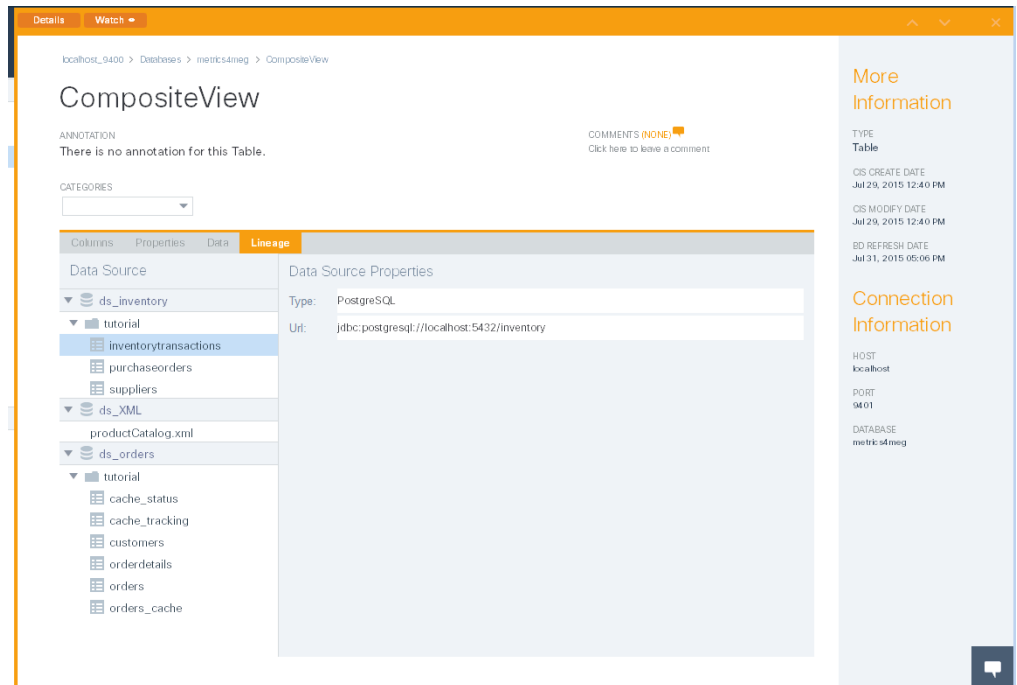 Details
Watch
localhost_9400 > Databases > metrics4meg > CompositeView
CompositeView
ANNOTATION
There is no annotation for this Table.
COMMENTS (NONE)
Click here to leave a comment
CATEGORIES
Columns Properties Data Lineage
Data Source
ds_inventory
tutorial
inventorytransactions
purchaseorders
suppliers
ds_XML
productCatalog.xml
ds_orders
tutorial
cache_status
cache_tracking
customers
orderdetails
orders
orders_cache
Data Source Properties
Type: PostgreSQL
Url: jdbc:postgresql://localhost:5432/inventory
More
Information
TYPE
Table
CIS CREATE DATE
Jul 29, 2015 12:40 PM
CIS MODIFY DATE
Jul 29, 2015 12:40 PM
BD REFRESH DATE
Jul 31, 2015 05:06 PM
Connection
Information
HOST
localhost
PORT
9401
DATABASE
metrics4meg